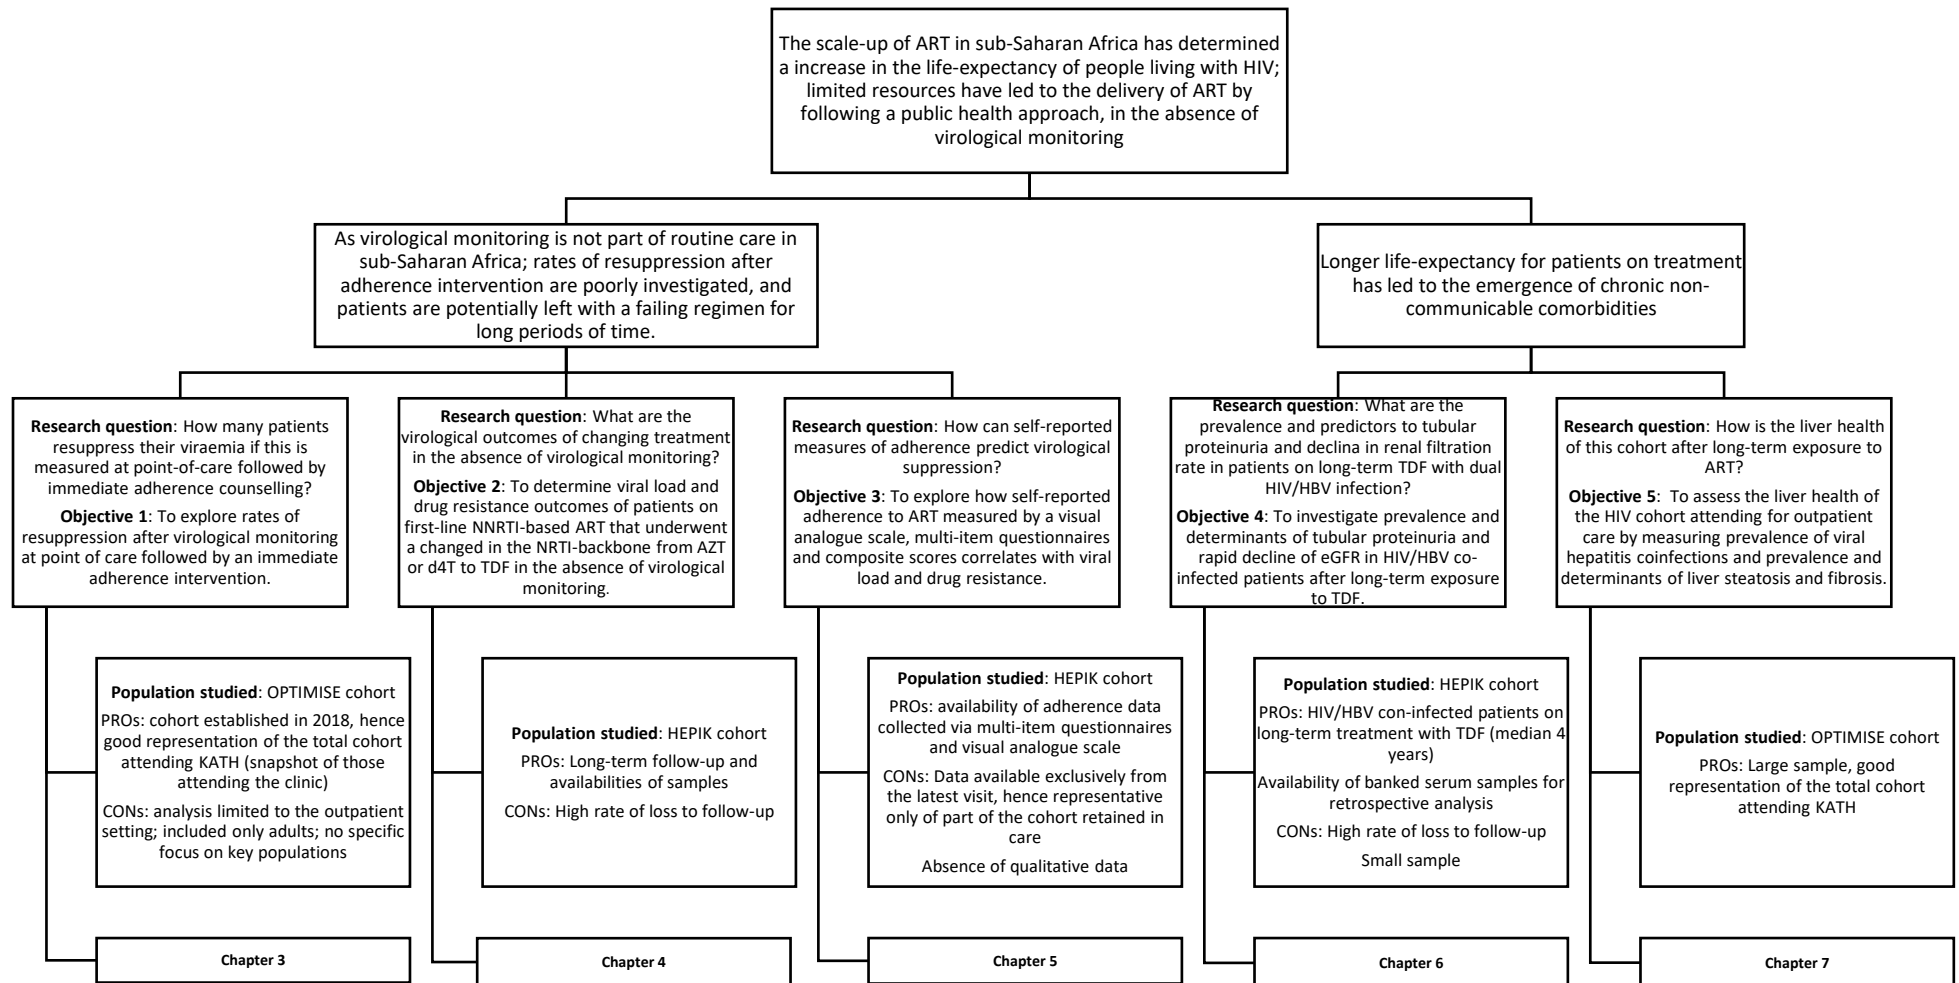 The scale-up of ART in sub-Saharan Africa has determined
a increase in the life-expectancy of people living with HIV;
limited resources have led to the delivery of ART by
following a public health approach, in the absence of
virological monitoring
As virological monitoring is not part of routine care in
sub-Saharan Africa; rates of resuppression after
adherence intervention are poorly investigated, and
patients are potentially left with a failing regimen for
long periods of time.
Longer life-expectancy for patients on treatment
has led to the emergence of chronic non-
communicable comorbidities
Research question: How many patients
resuppress their viraemia if this is
measured at point-of-care followed by
immediate adherence counselling?
Objective 1: To explore rates of
resuppression after virological monitoring
at point of care followed by an immediate
adherence intervention.
Research question: What are the
virological outcomes of changing treatment
in the absence of virological monitoring?
Objective 2: To determine viral load and
drug resistance outcomes of patients on
first-line NNRTI-based ART that underwent
a changed in the NRTI-backbone from AZT
or d4T to TDF in the absence of virological
monitoring.
Research question: How can self-reported
measures of adherence predict virological
suppression?
Objective 3: To explore how self-reported
adherence to ART measured by a visual
analogue scale, multi-item questionnaires
and composite scores correlates with viral
load and drug resistance.
Research question: What are the
prevalence and predictors to tubular
proteinuria and declina in renal filtration
rate in patients on long-term TDF with dual
HIV/HBV infection?
Objective 4: To investigate prevalence and
determinants of tubular proteinuria and
rapid decline of eGFR in HIV/HBV co-
infected patients after long-term exposure
to TDF.
Research question: How is the liver health
of this cohort after long-term exposure to
ART?
Objective 5: To assess the liver health of
the HIV cohort attending for outpatient
care by measuring prevalence of viral
hepatitis coinfections and prevalence and
determinants of liver steatosis and fibrosis.
Population studied: OPTIMISE cohort
PROs: cohort established in 2018, hence
good representation of the total cohort
attending KATH (snapshot of those
attending the clinic)
CONs: analysis limited to the outpatient
setting; included only adults; no specific
focus on key populations
Population studied: HEPIK cohort
PROs: Long-term follow-up and
availabilities of samples
CONs: High rate of loss to follow-up
Population studied: HEPIK cohort
PROs: availability of adherence data
collected via multi-item questionnaires
and visual analogue scale
CONs: Data available exclusively from
the latest visit, hence representative
only of part of the cohort retained in
care
Absence of qualitative data
Population studied: HEPIK cohort
PROs: HIV/HBV con-infected patients on
long-term treatment with TDF (median 4
years)
Availability of banked serum samples for
retrospective analysis
CONs: High rate of loss to follow-up
Small sample
Population studied: OPTIMISE cohort
PROs: Large sample, good
representation of the total cohort
attending KATH
Chapter 3
Chapter 4
Chapter 5
Chapter 6
Chapter 7